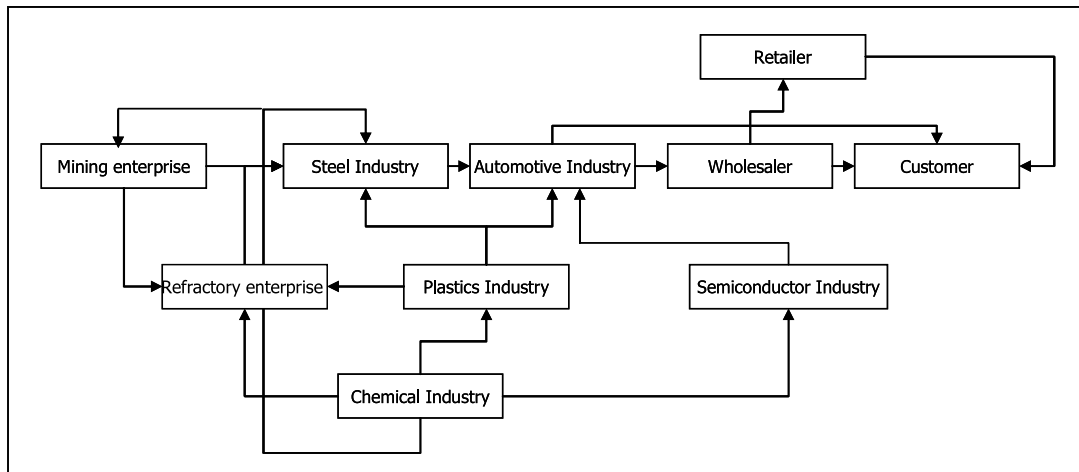 Retailer
Mining enterprise
Steel Industry
Automotive Industry
Wholesaler
Customer
Refractory enterprise
Plastics Industry
Semiconductor Industry
Chemical Industry